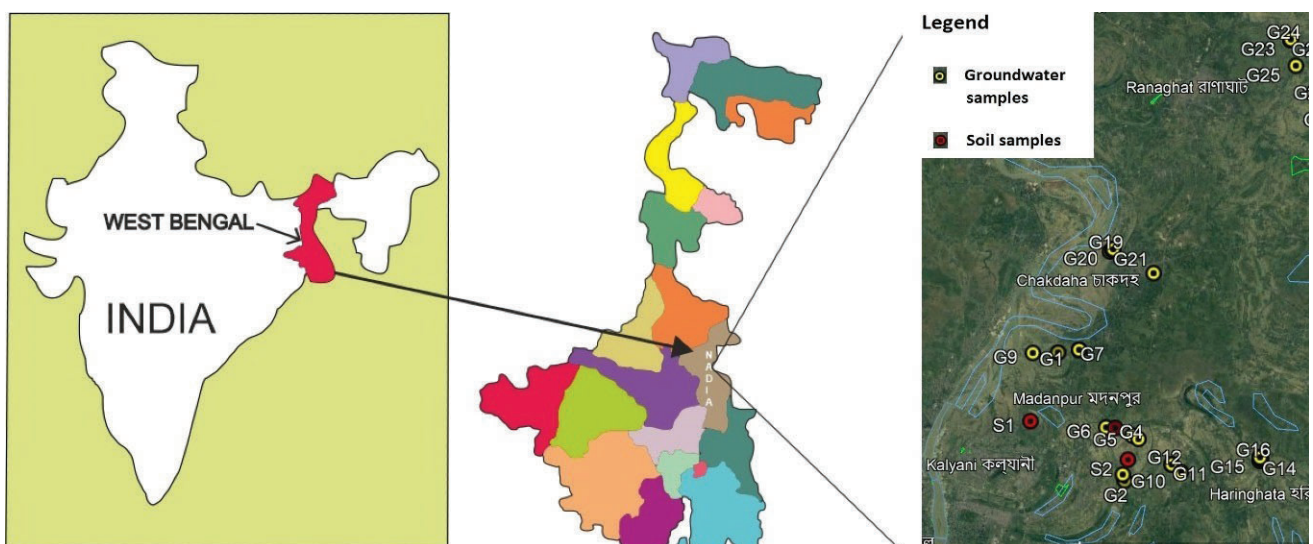 WEST BENGAL
INDIA
NADIA
Legend
Groundwater
samples
Soil samples
G24
G23
G25
Ranaghat রাণাঘাট
G19
G20
G21
Chakdaha চাকদহ
G9
G1
G7
Madanpur মদনপুর
S1
G6
G4
G5
Kalyani কল্যানী
G12
G16
S2
G15
G14
G10
G11
G2
Haringhata